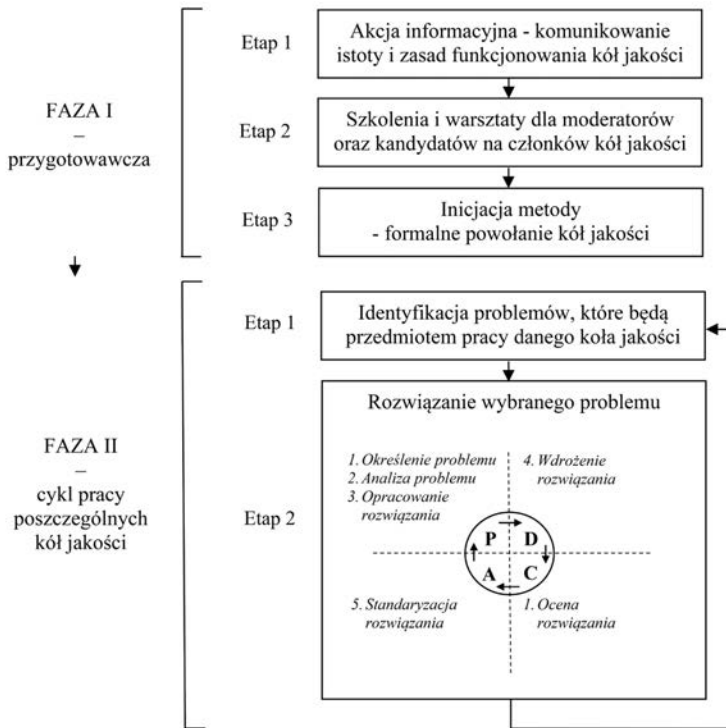 FAZA I
–
przygotowawcza
Etap 1
Akcja informacyjna - komunikowanie
istoty i zasad funkcjonowania kół jakości
Etap 2
Szkolenia i warsztaty dla moderatorów
oraz kandydatów na członków kół jakości
Etap 3
Inicjacja metody
- formalne powołanie kół jakości
FAZA II
–
cykl pracy
poszczególnych
kół jakości
Etap 1
Identyfikacja problemów, które będą
przedmiotem pracy danego koła jakości
Etap 2
Rozwiązanie wybranego problemu
1. Określenie problemu
2. Analiza problemu
3. Opracowanie
rozwiązania
4. Wdrożenie
rozwiązania
P D
A C
5. Standaryzacja
rozwiązania
1. Ocena
rozwiązania